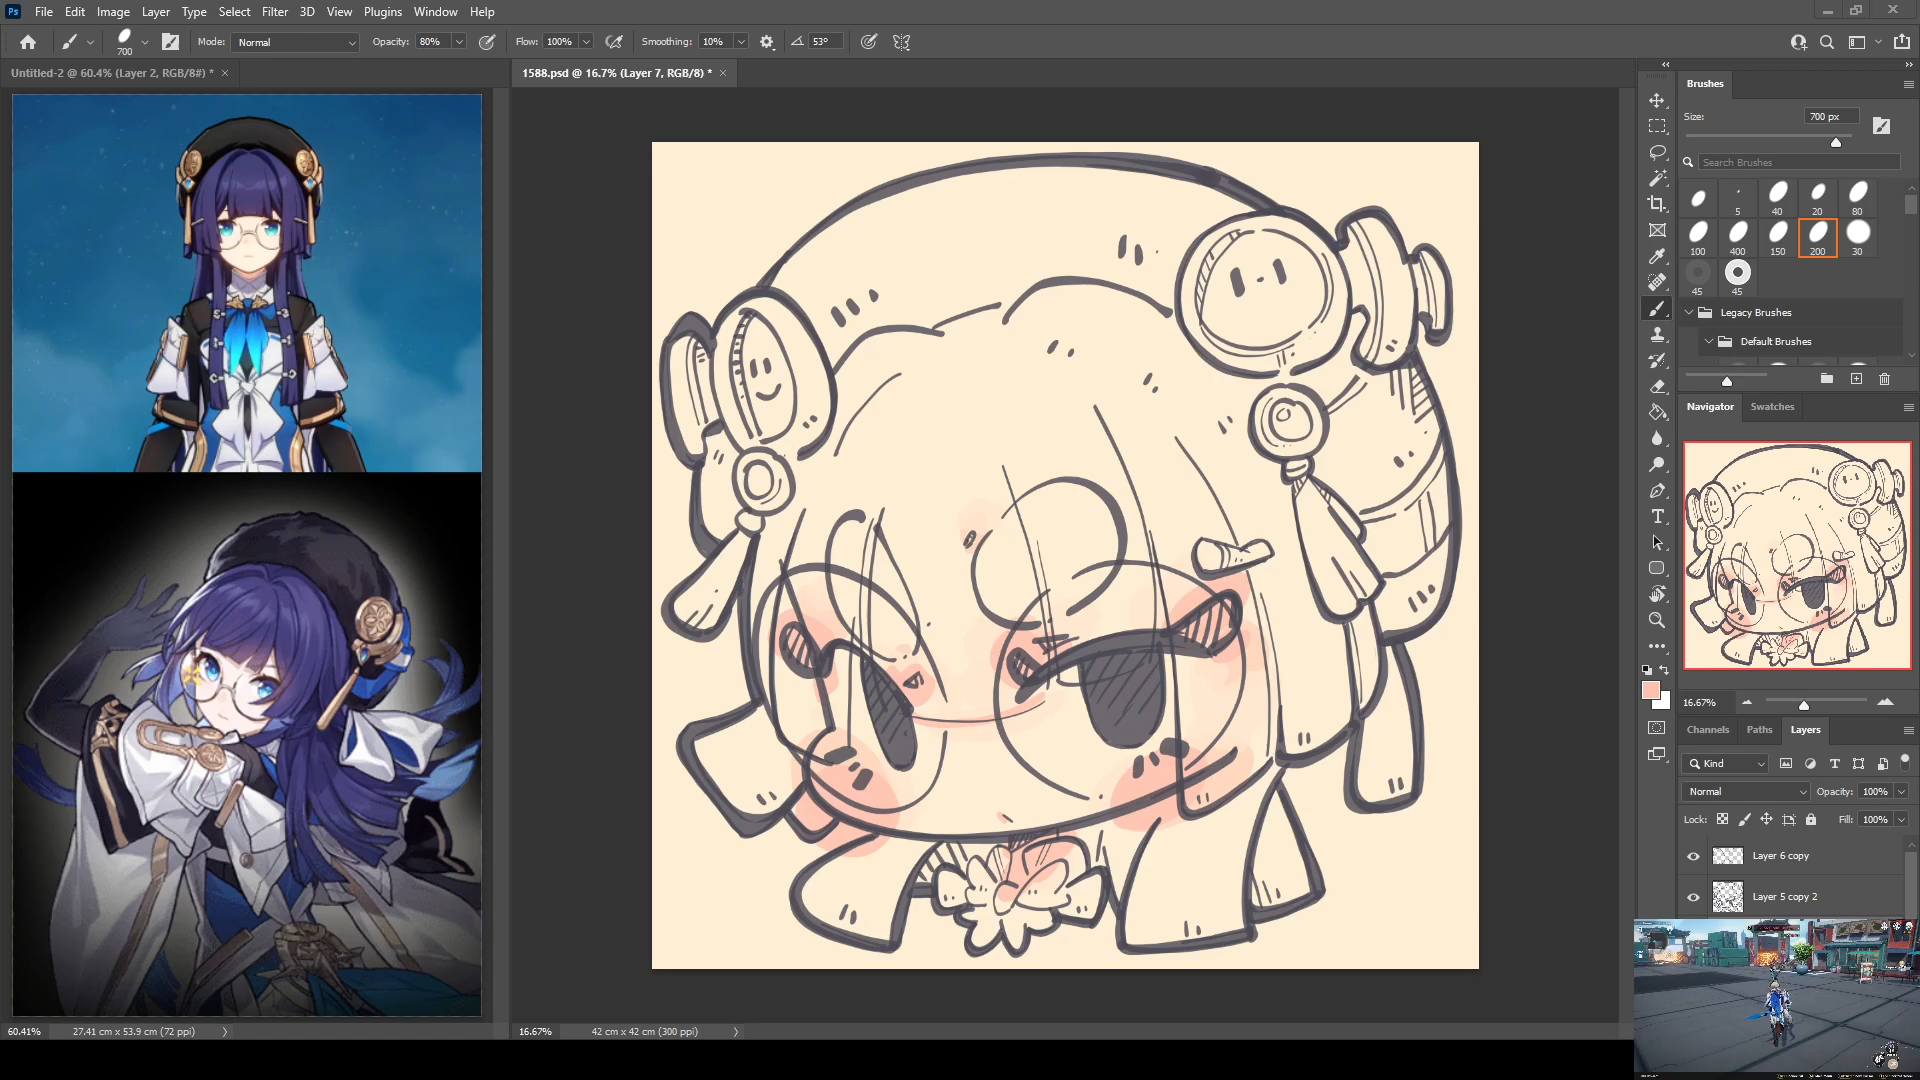 Ps File Edit Image Layer Type Select Filter 3D View Plugins Window Help
700 Mode: Normal Opacity: 80% Flow: 100% Smoothing: 10% 53°
Untitled-2 @ 60.4% (Layer 2, RGB/8#) * ×
1588.psd @ 16.7% (Layer 7, RGB/8) * ×
Brushes
Size: 700 px
Search Brushes
5 40 20 80
100 400 150 200 30
45 45
Legacy Brushes
Default Brushes
Navigator Swatches
16.67%
Channels Paths Layers
Kind
Normal Opacity: 100%
Lock: Fill: 100%
Layer 6 copy
Layer 5 copy 2
60.41% 27.41 cm x 53.9 cm (72 ppi)
16.67% 42 cm x 42 cm (300 ppi)